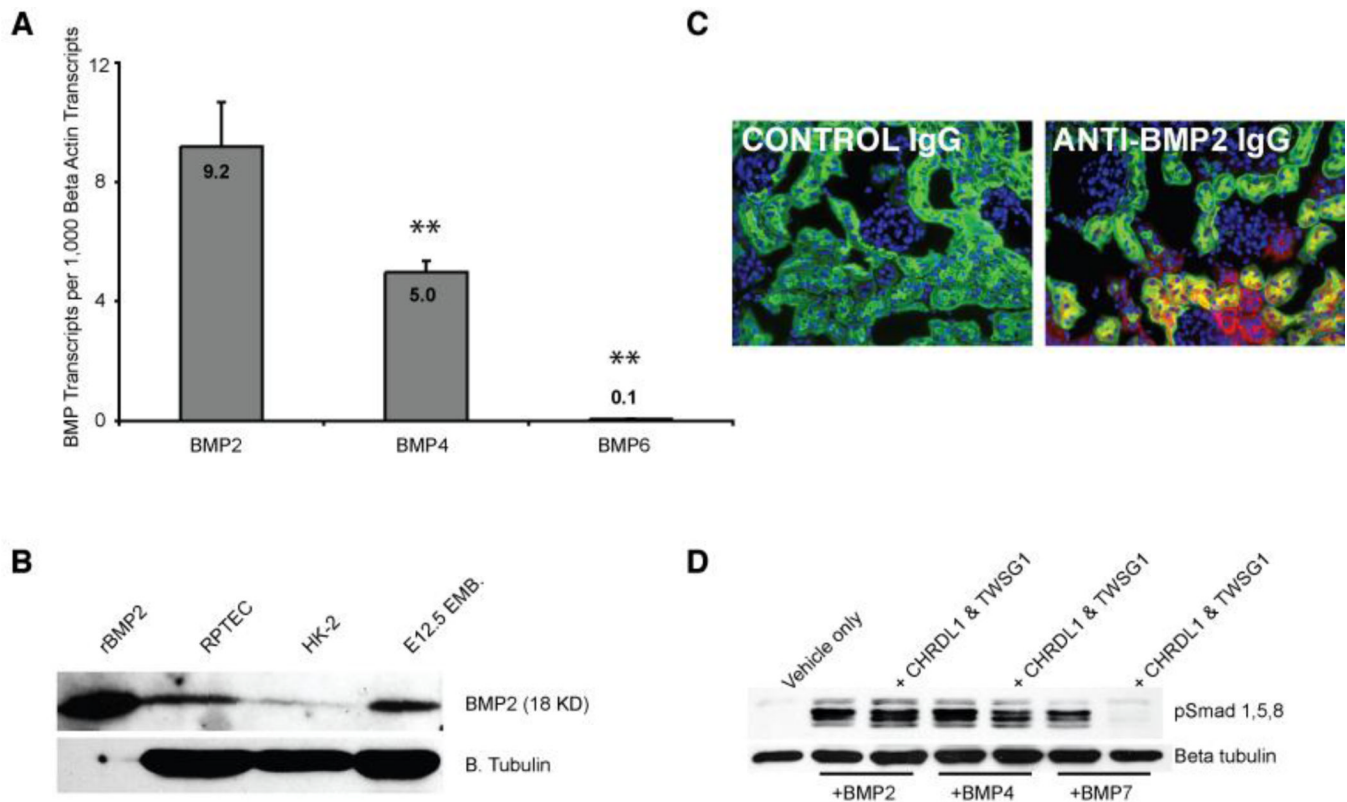 A
BMP Transcripts per 1,000 Beta Actin Transcripts
12
8
4
0
9.2
**
5.0
**
0.1
BMP2
BMP4
BMP6
C
CONTROL IgG
ANTI-BMP2 IgG
B
rBMP2
RPTEC
HK-2
E12.5 EMB.
BMP2 (18 KD)
B. Tubulin
D
Vehicle only
+ CHRDL1 & TWSG1
+ CHRDL1 & TWSG1
+ CHRDL1 & TWSG1
pSmad 1,5,8
Beta tubulin
+BMP2
+BMP4
+BMP7